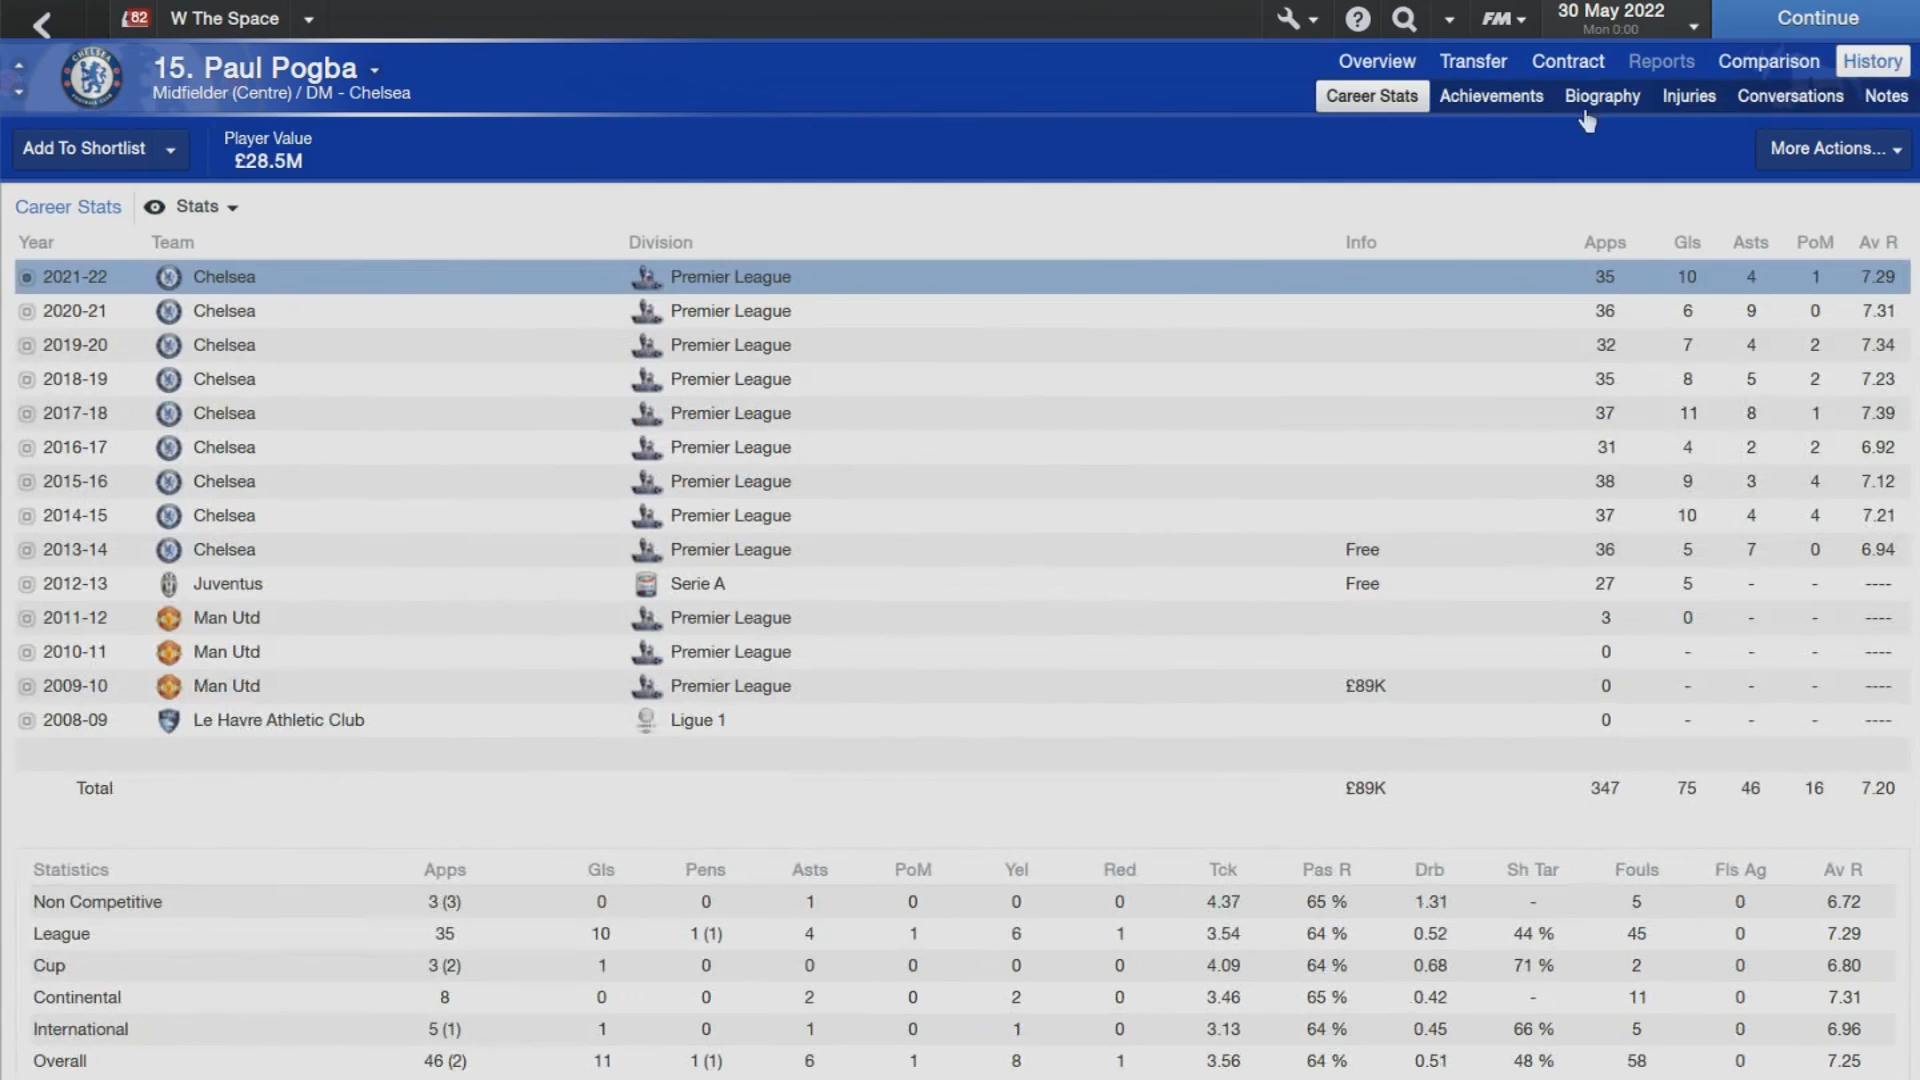 82 W The Space FM 30 May 2022 Continue
Mon 0:00
15. Paul Pogba Overview Transfer Contract Reports Comparison History
Midfielder (Centre) / DM - Chelsea Career Stats Achievements Biography Injuries Conversations Notes
Add To Shortlist Player Value More Actions...
£28.5M
Career Stats Stats
Year Team Division Info Apps Gls Asts PoM Av R
2021-22 Chelsea Premier League 35 10 4 1 7.29
2020-21 Chelsea Premier League 36 6 9 0 7.31
2019-20 Chelsea Premier League 32 7 4 2 7.34
2018-19 Chelsea Premier League 35 8 5 2 7.23
2017-18 Chelsea Premier League 37 11 8 1 7.39
2016-17 Chelsea Premier League 31 4 2 2 6.92
2015-16 Chelsea Premier League 38 9 3 4 7.12
2014-15 Chelsea Premier League 37 10 4 4 7.21
2013-14 Chelsea Premier League Free 36 5 7 0 6.94
2012-13 Juventus Serie A Free 27 5 - - ----
2011-12 Man Utd Premier League 3 0 - - ----
2010-11 Man Utd Premier League 0 - - - ----
2009-10 Man Utd Premier League £89K 0 - - - ----
2008-09 Le Havre Athletic Club Ligue 1 0 - - - ----
Total £89K 347 75 46 16 7.20
Statistics Apps Gls Pens Asts PoM Yel Red Tck Pas R Drb Sh Tar Fouls Fls Ag Av R
Non Competitive 3 (3) 0 0 1 0 0 0 4.37 65 % 1.31 - 5 0 6.72
League 35 10 1 (1) 4 1 6 1 3.54 64 % 0.52 44 % 45 0 7.29
Cup 3 (2) 1 0 0 0 0 0 4.09 64 % 0.68 71 % 2 0 6.80
Continental 8 0 0 2 0 2 0 3.46 65 % 0.42 - 11 0 7.31
International 5 (1) 1 0 1 0 1 0 3.13 64 % 0.45 66 % 5 0 6.96
Overall 46 (2) 11 1 (1) 6 1 8 1 3.56 64 % 0.51 48 % 58 0 7.25